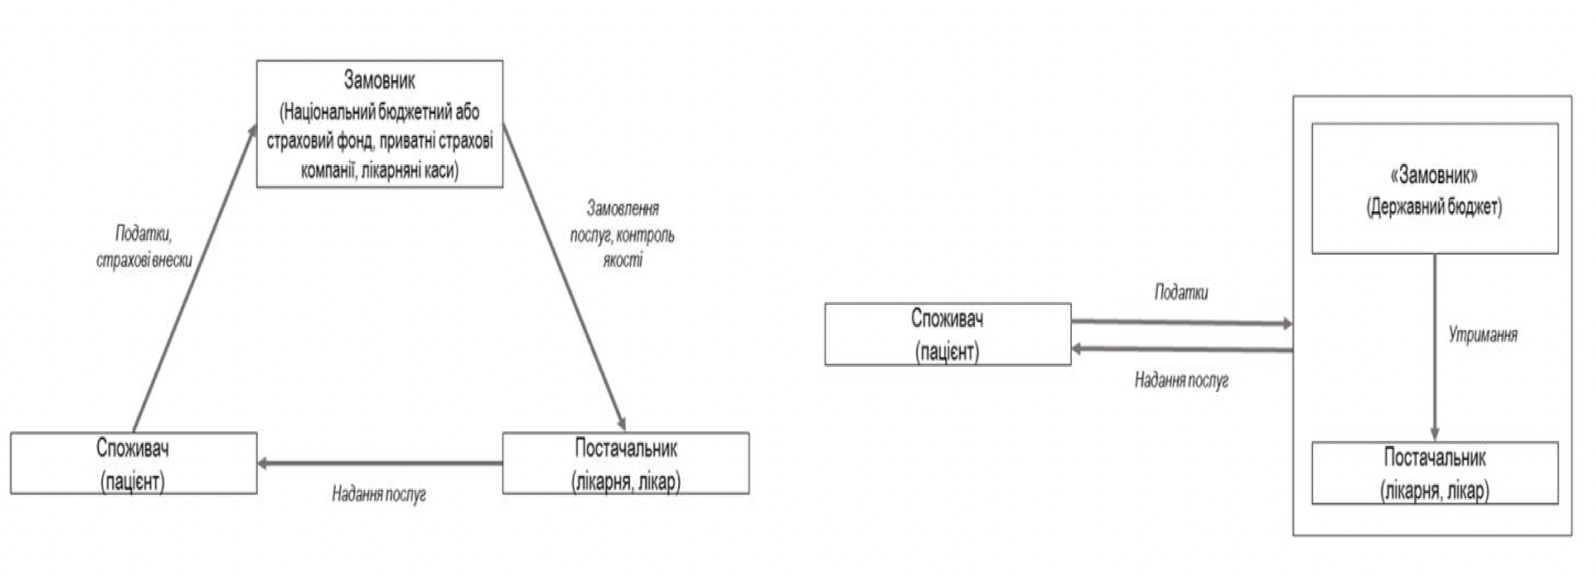 Замовник
(Національний бюджетний або
страховий фонд, приватні страхові
компанії, лікарняні каси)
Податки,
страхові внески
Замовлення
послуг, контроль
якості
Споживач
(пацієнт)
Надання послуг
Постачальник
(лікарня, лікар)
«Замовник»
(Державний бюджет)
Податки
Споживач
(пацієнт)
Утримання
Надання послуг
Постачальник
(лікарня, лікар)